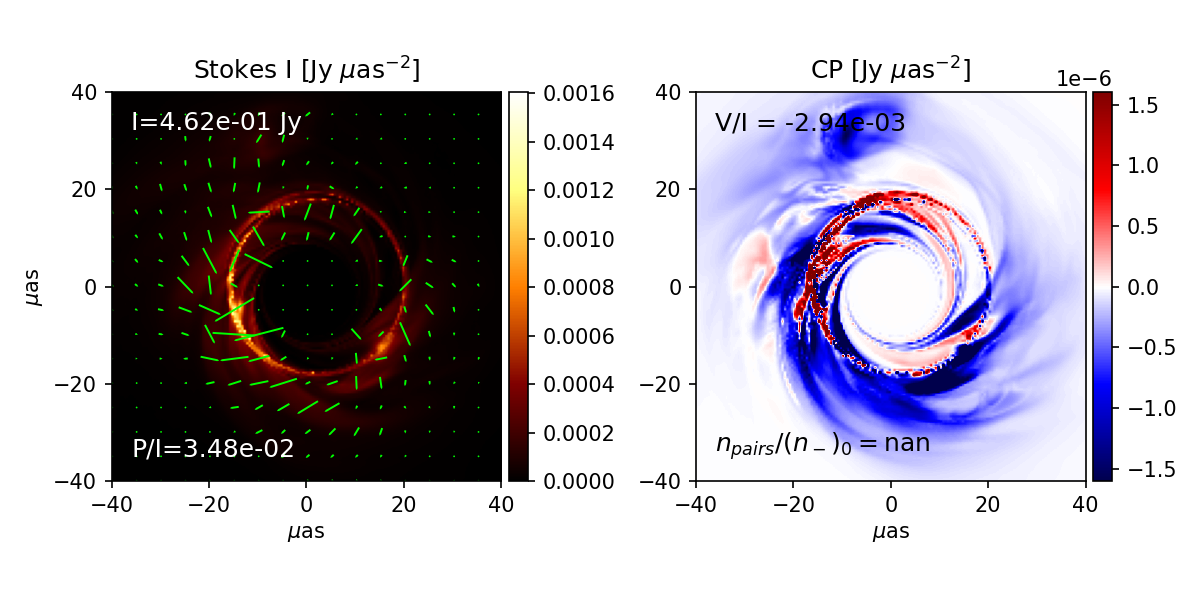 Stokes I [Jy μas⁻²]
I=4.62e-01 Jy
P/I=3.48e-02
40
20
0
−20
−40
μas
−40 −20 0 20 40
μas
0.0016
0.0014
0.0012
0.0010
0.0008
0.0006
0.0004
0.0002
0.0000
CP [Jy μas⁻²]
V/I = -2.94e-03
n_{pairs}/(n_−)_0 = nan
40
20
0
−20
−40
−40 −20 0 20 40
μas
1e−6
1.5
1.0
0.5
0.0
−0.5
−1.0
−1.5